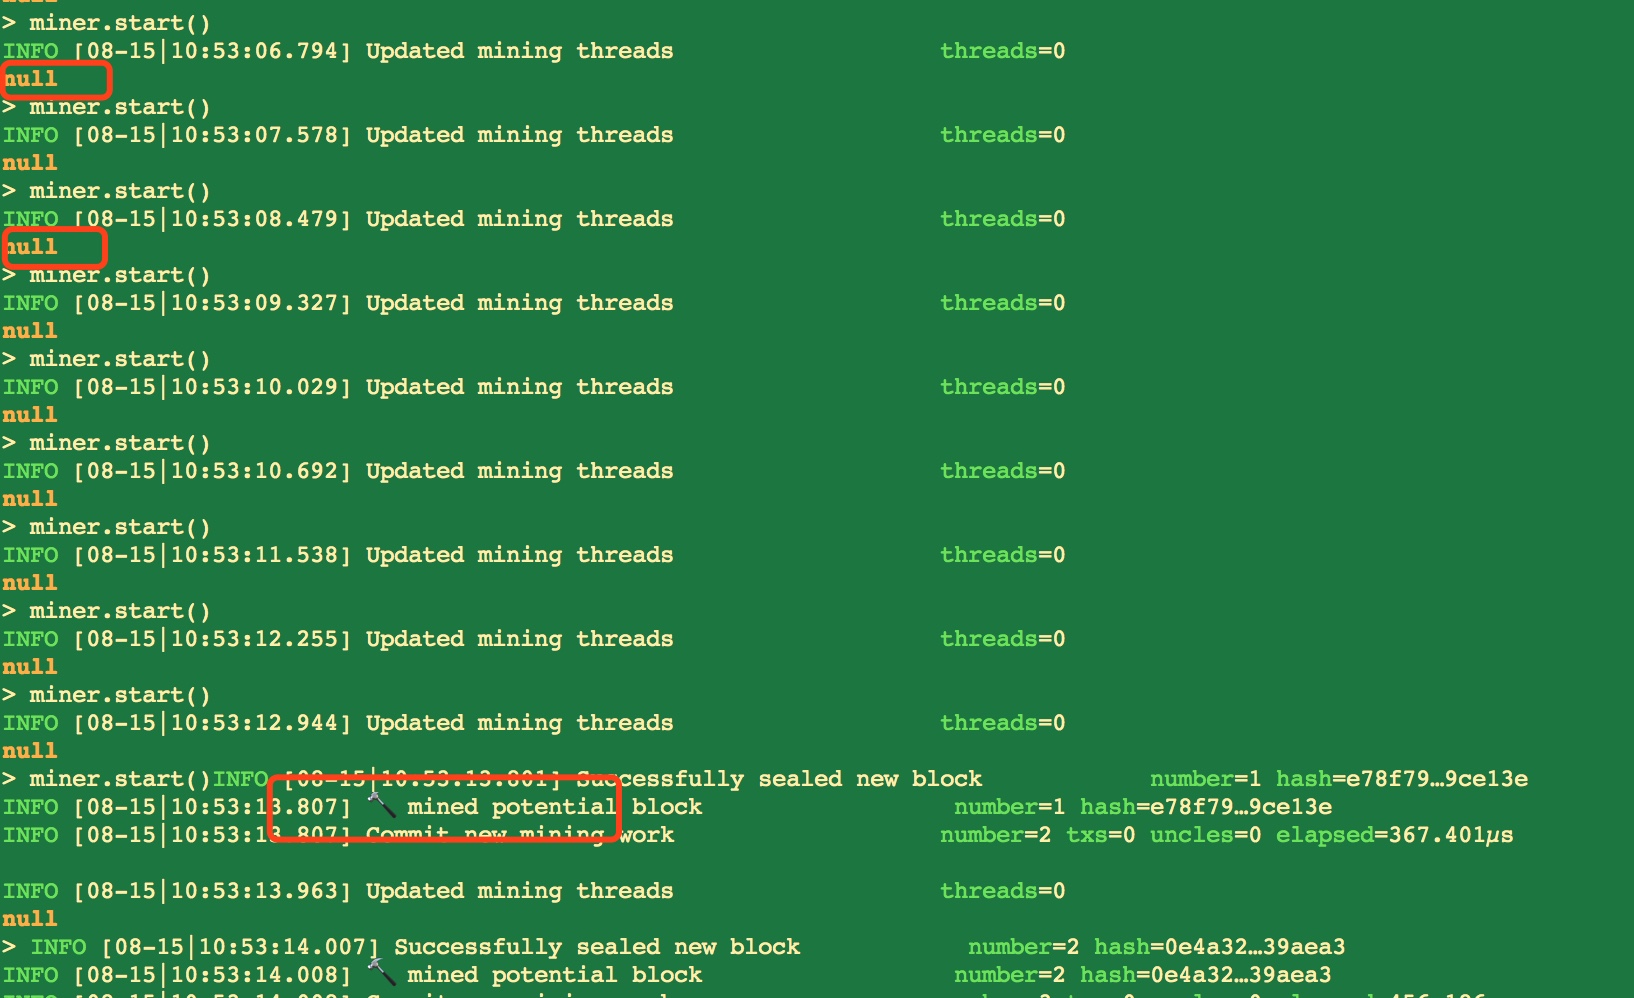 null
> miner.start()
INFO [08-15|10:53:06.794] Updated mining threads threads=0
null
> miner.start()
INFO [08-15|10:53:07.578] Updated mining threads threads=0
null
> miner.start()
INFO [08-15|10:53:08.479] Updated mining threads threads=0
null
> miner.start()
INFO [08-15|10:53:09.327] Updated mining threads threads=0
null
> miner.start()
INFO [08-15|10:53:10.029] Updated mining threads threads=0
null
> miner.start()
INFO [08-15|10:53:10.692] Updated mining threads threads=0
null
> miner.start()
INFO [08-15|10:53:11.538] Updated mining threads threads=0
null
> miner.start()
INFO [08-15|10:53:12.255] Updated mining threads threads=0
null
> miner.start()
INFO [08-15|10:53:12.944] Updated mining threads threads=0
null
> miner.start()INFO [08-15|10:53:13.801] Successfully sealed new block number=1 hash=e78f79…9ce13e
INFO [08-15|10:53:13.807] 🔨 mined potential block number=1 hash=e78f79…9ce13e
INFO [08-15|10:53:13.807] Commit new mining work number=2 txs=0 uncles=0 elapsed=367.401µs
INFO [08-15|10:53:13.963] Updated mining threads threads=0
null
> INFO [08-15|10:53:14.007] Successfully sealed new block number=2 hash=0e4a32…39aea3
INFO [08-15|10:53:14.008] 🔨 mined potential block number=2 hash=0e4a32…39aea3